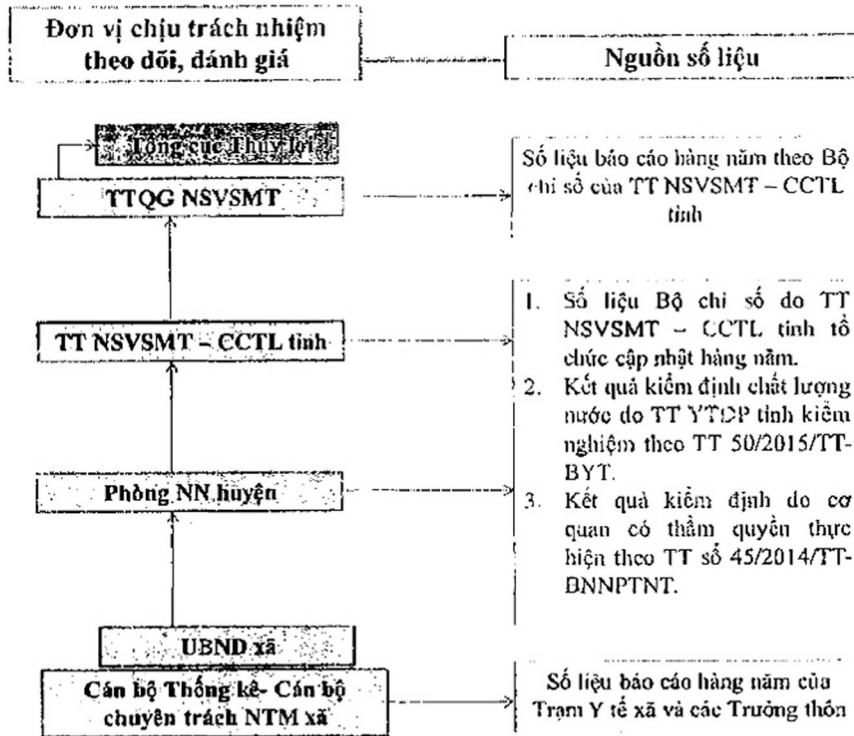 Đơn vị chịu trách nhiệm
theo dõi, đánh giá
Nguồn số liệu
Tổng cục Thủy lợi
TTQG NSVSMT
Số liệu báo cáo hàng năm theo Bộ
chỉ số của TT NSVSMT – CCTL
tỉnh
TT NSVSMT – CCTL tỉnh
1. Số liệu Bộ chỉ số do TT
NSVSMT – CCTL tỉnh tổ
chức cập nhật hàng năm.
2. Kết quả kiểm định chất lượng
nước do TT YTDP tỉnh kiểm
nghiệm theo TT 50/2015/TT-
BYT.
3. Kết quả kiểm định do cơ
quan có thẩm quyền thực
hiện theo TT số 45/2014/TT-
BNNPTNT.
Phòng NN huyện
UBND xã
Cán bộ Thống kê- Cán bộ
chuyên trách NTM xã
Số liệu báo cáo hàng năm của
Trạm Y tế xã và các Trưởng thôn